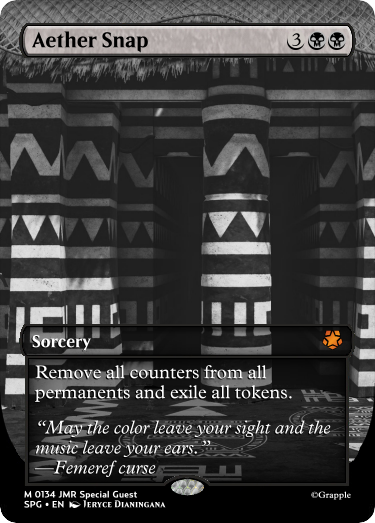 Aether Snap 3
Sorcery
Remove all counters from all
permanents and exile all tokens.
“May the color leave your sight and the
music leave your ears.”
—Femeref curse
M 0134 JMR Special Guest
SPG • EN JERYCE DIANINGANA
©Grapple